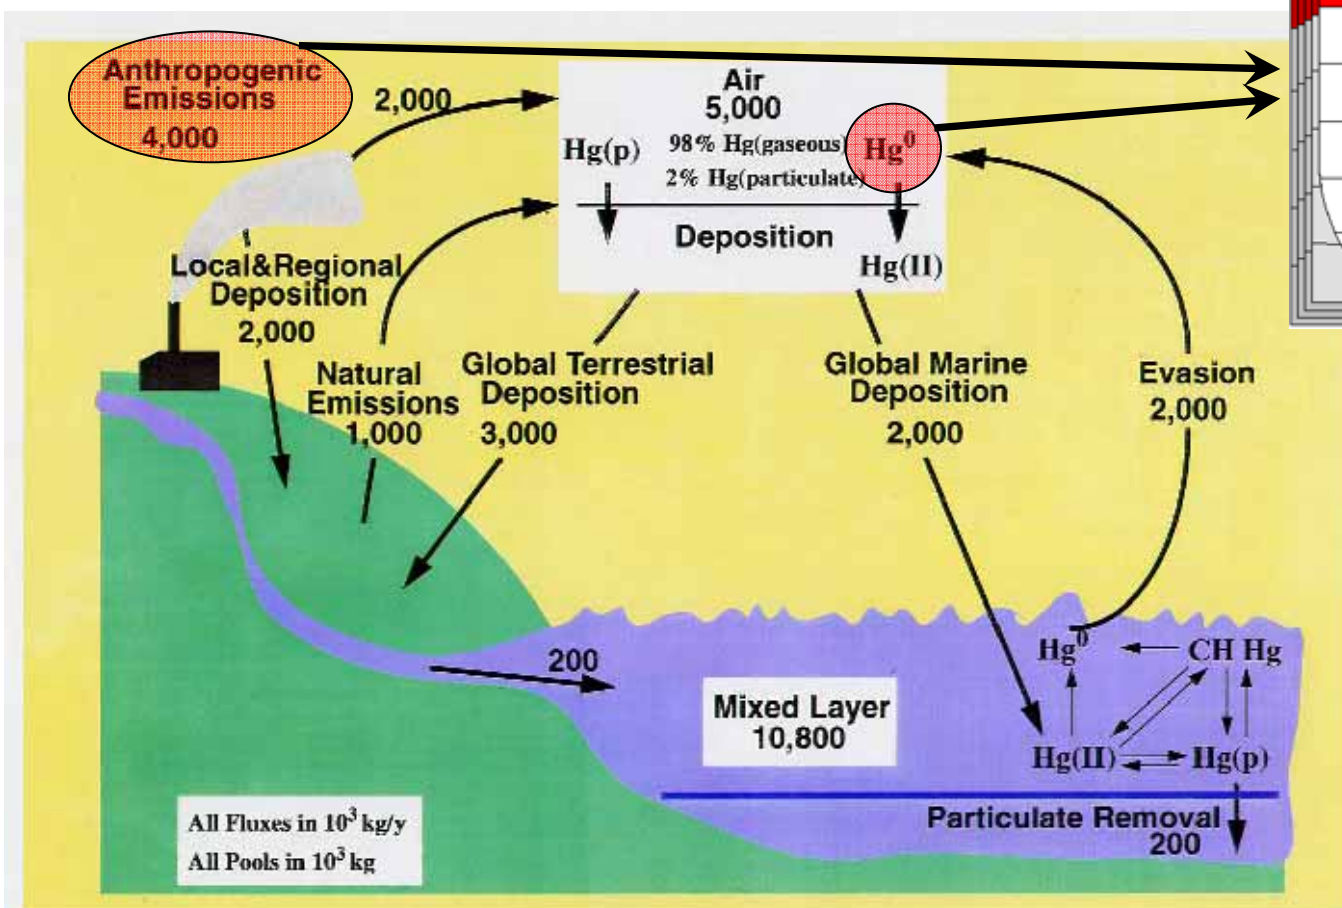 Anthropogenic
Emissions
4,000
2,000
Air
5,000
Hg(p)
98% Hg(gaseous)
2% Hg(particulate)
Hg⁰
Deposition
Hg(II)
Local&Regional
Deposition
2,000
Natural
Emissions
1,000
Global Terrestrial
Deposition
3,000
Global Marine
Deposition
2,000
Evasion
2,000
200
Mixed Layer
10,800
Hg⁰
CH Hg
Hg(II)
Hg(p)
Particulate Removal
200
All Fluxes in 10³ kg/y
All Pools in 10³ kg